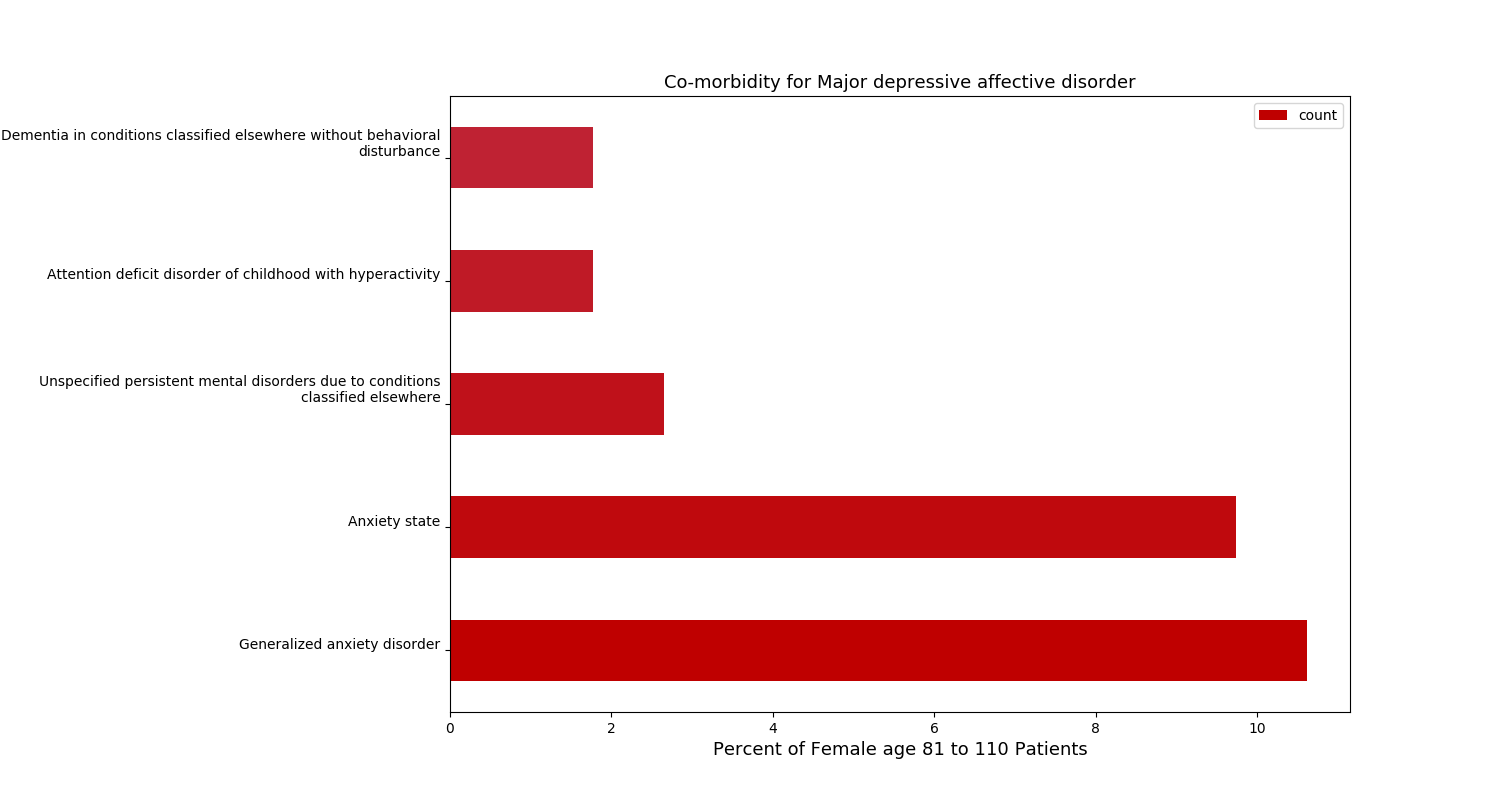 Co-morbidity for Major depressive affective disorder
count
Dementia in conditions classified elsewhere without behavioral
disturbance
Attention deficit disorder of childhood with hyperactivity
Unspecified persistent mental disorders due to conditions
classified elsewhere
Anxiety state
Generalized anxiety disorder
0 2 4 6 8 10
Percent of Female age 81 to 110 Patients